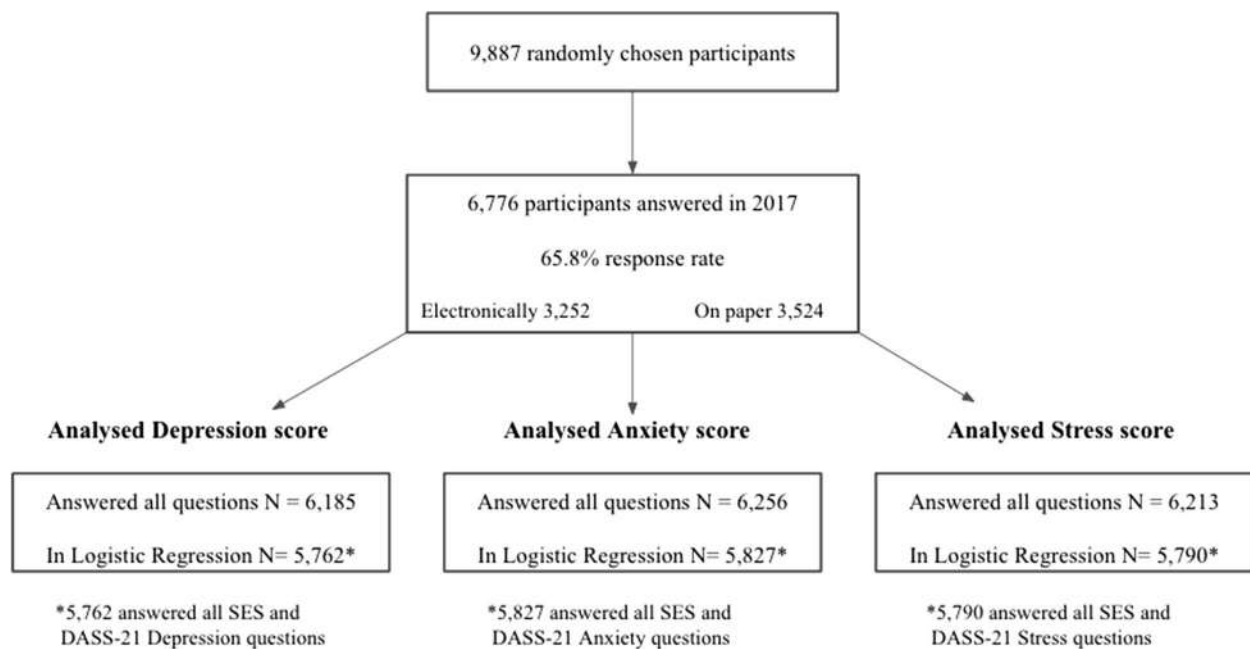 9,887 randomly chosen participants
6,776 participants answered in 2017
65.8% response rate
Electronically 3,252 On paper 3,524
Analysed Depression score
Answered all questions N = 6,185
In Logistic Regression N= 5,762*
*5,762 answered all SES and
DASS-21 Depression questions
Analysed Anxiety score
Answered all questions N = 6,256
In Logistic Regression N= 5,827*
*5,827 answered all SES and
DASS-21 Anxiety questions
Analysed Stress score
Answered all questions N = 6,213
In Logistic Regression N= 5,790*
*5,790 answered all SES and
DASS-21 Stress questions